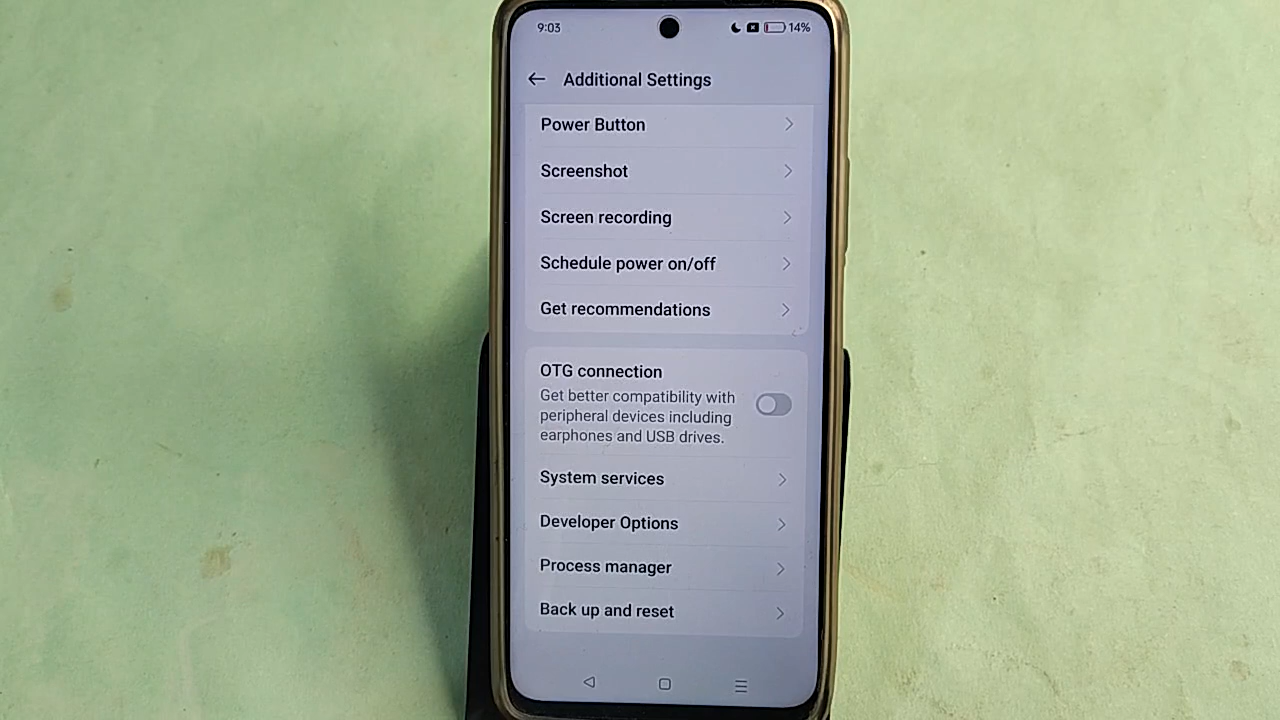 9:03
14%
Additional Settings
Power Button
Screenshot
Screen recording
Schedule power on/off
Get recommendations
OTG connection
Get better compatibility with
peripheral devices including
earphones and USB drives.
System services
Developer Options
Process manager
Back up and reset